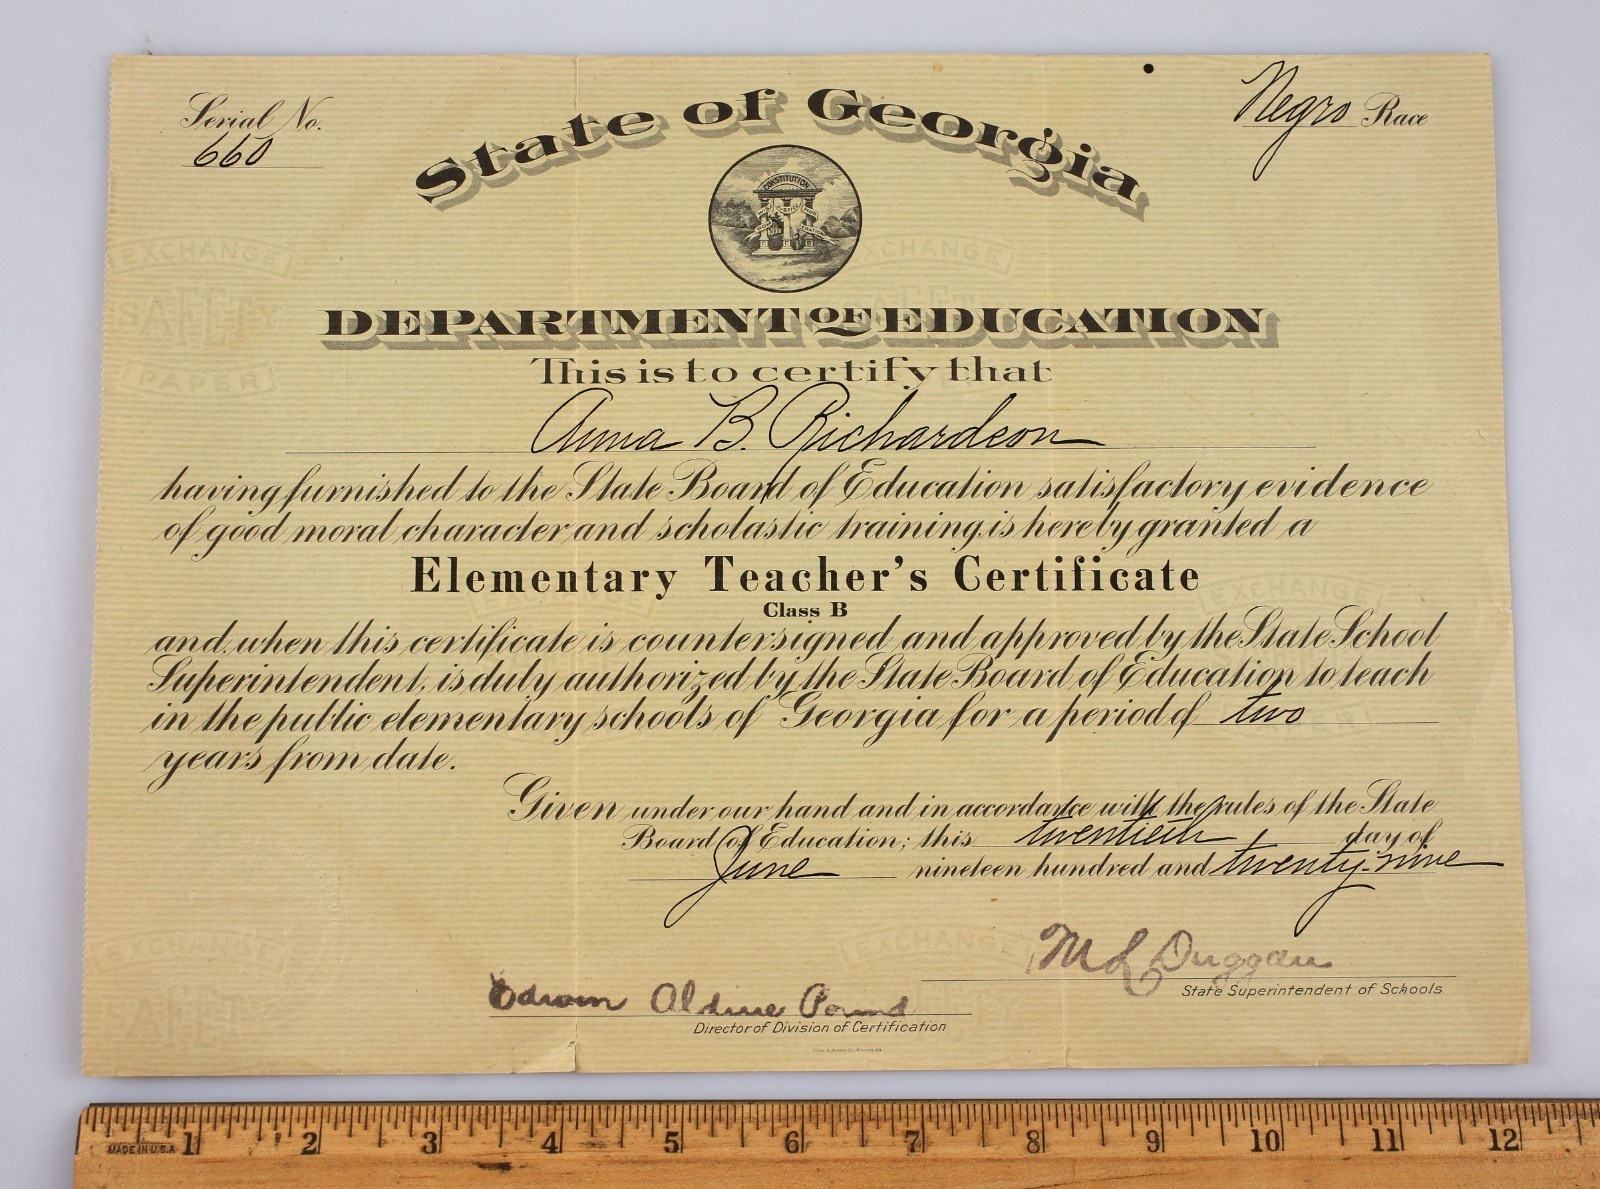 Serial No.
660
Negro Race
State of Georgia
CONSTITUTION
DEPARTMENT OF EDUCATION
This is to certify that
Anna B. Richardson
having furnished to the State Board of Education satisfactory evidence
of good moral character and scholastic training, is hereby granted a
Elementary Teacher's Certificate
Class B
and, when this certificate is countersigned and approved by the State School
Superintendent, is duly authorized by the State Board of Education to teach
in the public elementary schools of Georgia for a period of two
years from date.
Given under our hand and in accordance with the rules of the State
Board of Education; this twentieth day of
June nineteen hundred and twenty-nine
M L Duggan
State Superintendent of Schools
Edwin Aldine Pound
Director of Division of Certification
EXCHANGE
SAFETY
PAPER
EXCHANGE
EXCHANGE
EXCHANGE
EXCHANGE
MADE IN U.S.A 1 2 3 4 5 6 7 8 9 10 11 12